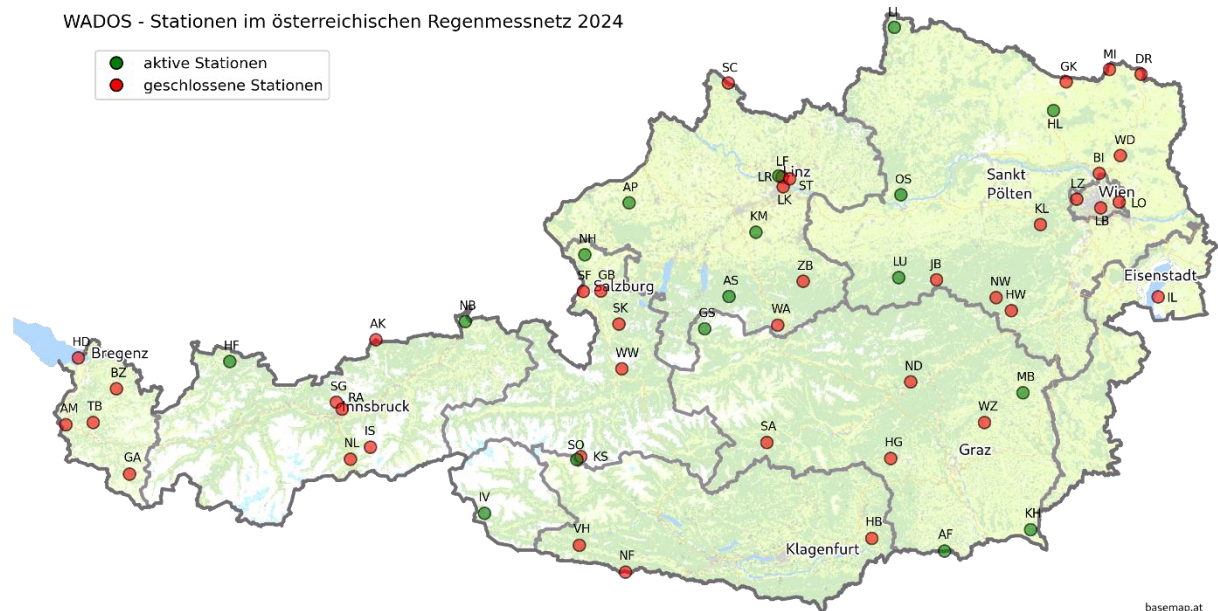 WADOS - Stationen im österreichischen Regenmessnetz 2024
aktive Stationen
geschlossene Stationen
LI
SC
GK
MI
DR
HL
WD
BI
LF
Linz
LR
ST
LK
AP
OS
Sankt
Pölten
LZ
Wien
LO
LB
KM
KL
NH
SF
GB
Salzburg
AS
ZB
LU
JB
NW
HW
Eisenstadt
IL
NB
AK
SK
GS
WA
HD
Bregenz
HF
WW
BZ
ND
MB
SG
RA
Innsbruck
AM
TB
WZ
IS
NL
SA
HG
Graz
GA
SO
KS
IV
KH
VH
HB
Klagenfurt
AF
NF
basemap.at